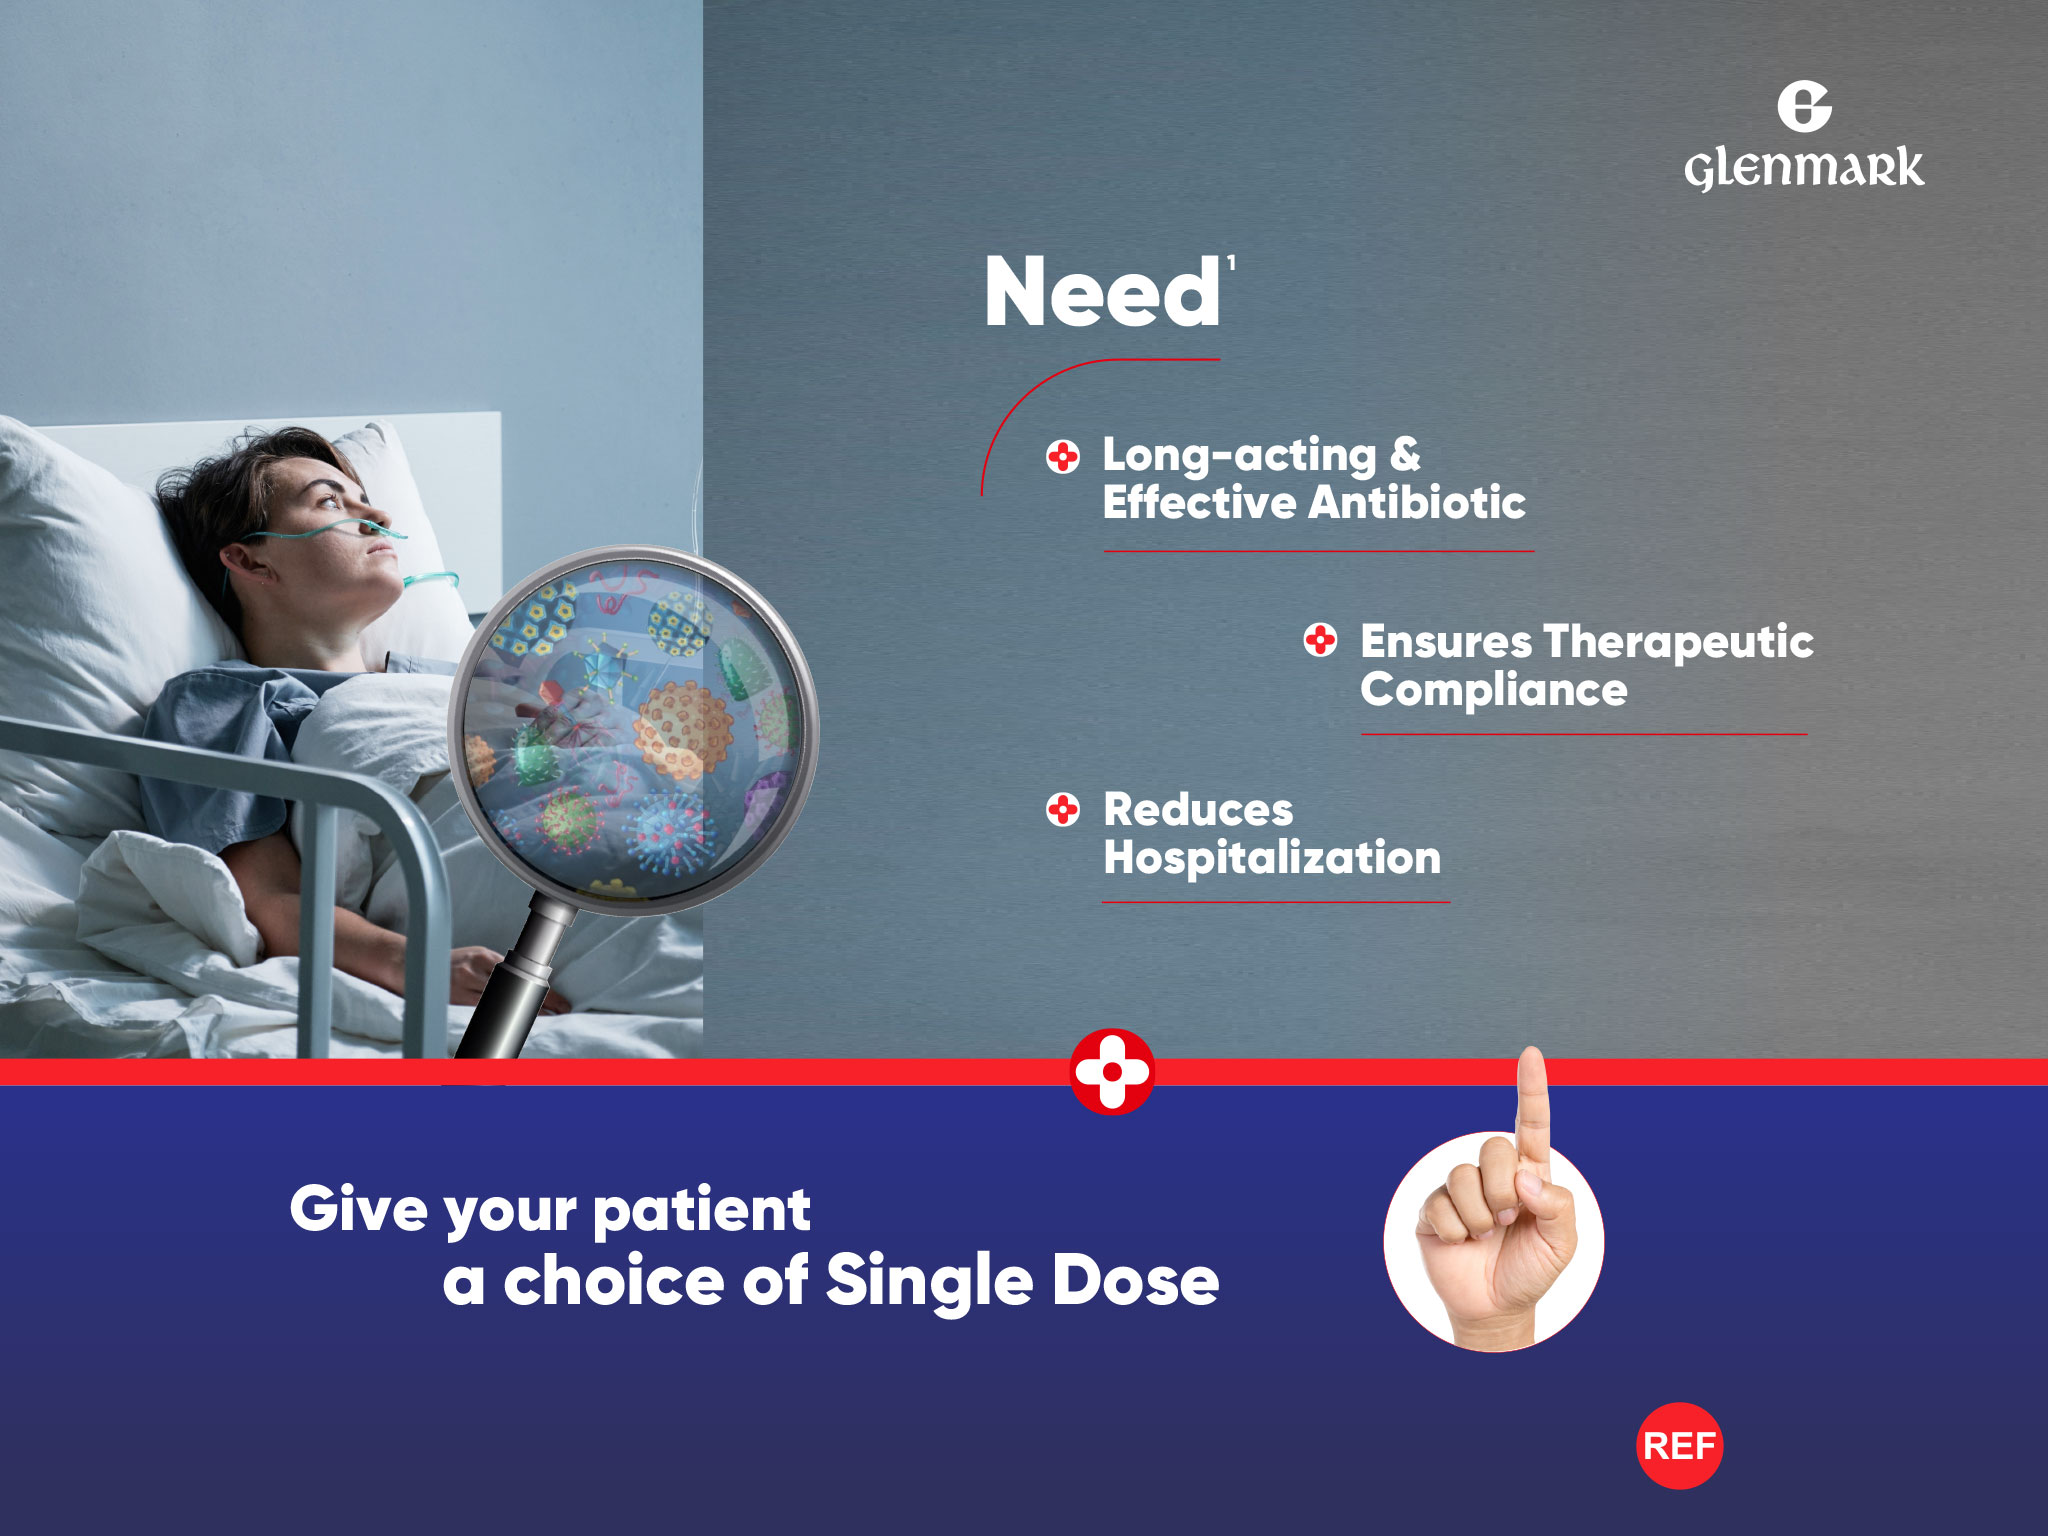 Glenmark
Need¹
Long-acting &
Effective Antibiotic
Ensures Therapeutic
Compliance
Reduces
Hospitalization
Give your patient
a choice of Single Dose
REF